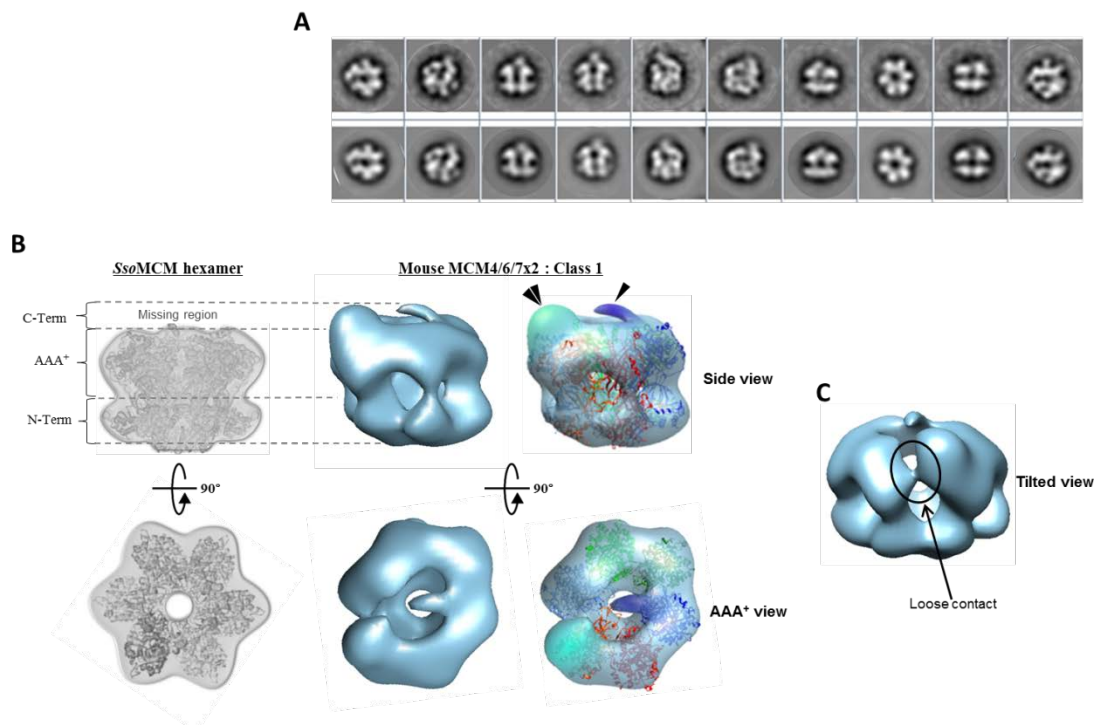 A
B
SsoMCM hexamer
Mouse MCM4/6/7x2 : Class 1
C-Term
Missing region
AAA+
N-Term
Side view
C
90°
90°
Tilted view
Loose contact
AAA+ view